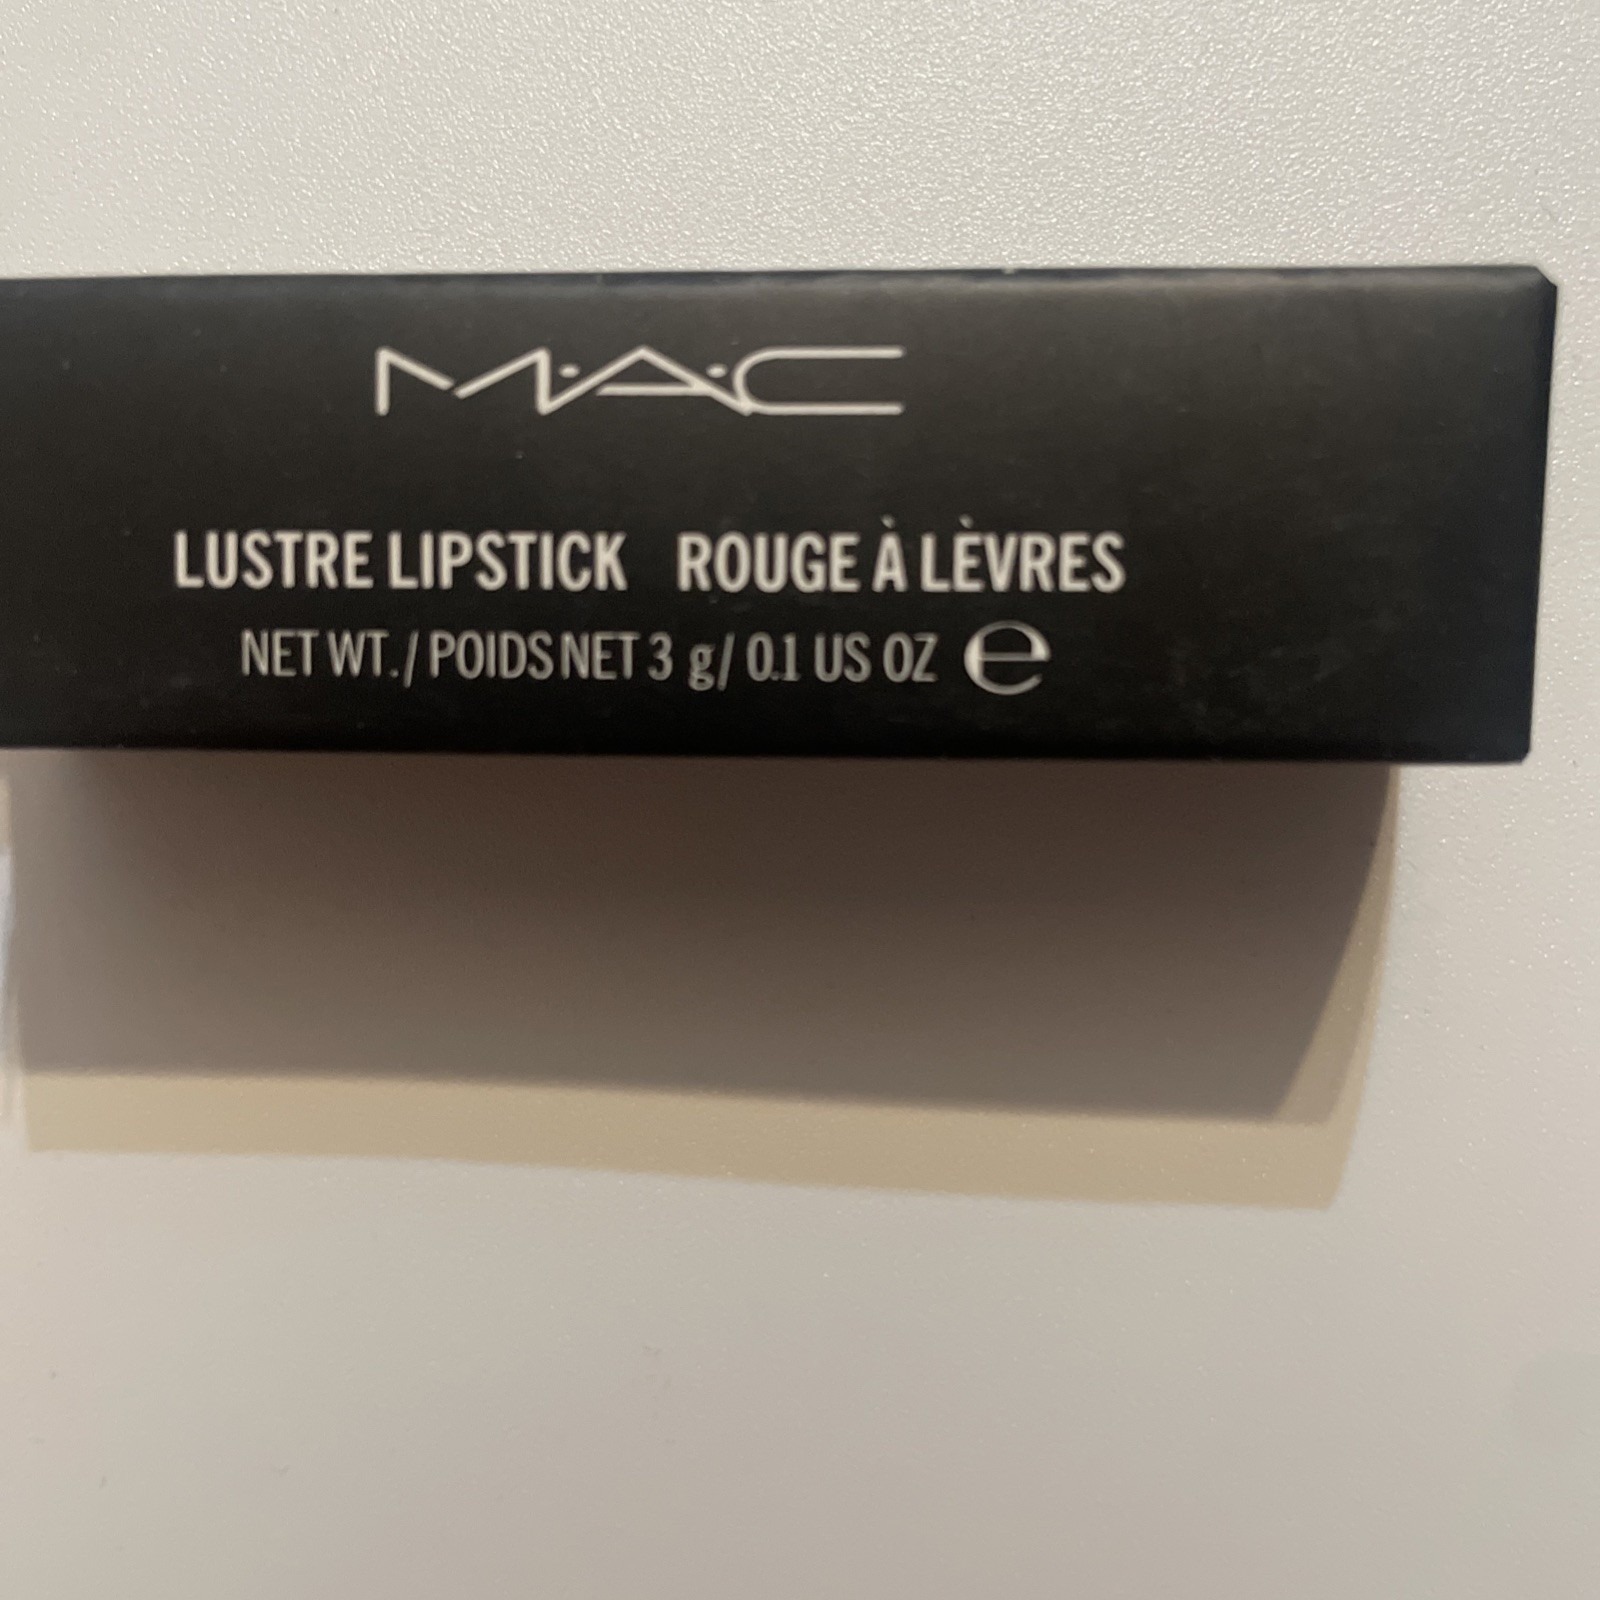 M·A·C
LUSTRE LIPSTICK ROUGE À LÈVRES
NET WT./ POIDS NET 3 g/ 0.1 US OZ ℮